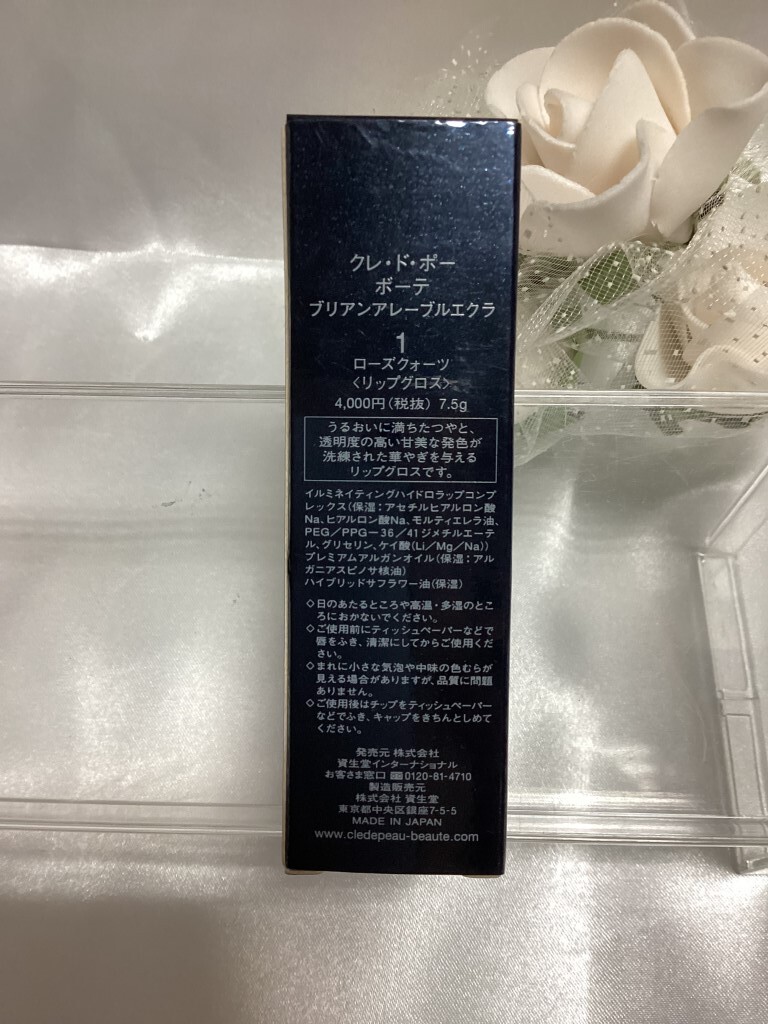 クレ・ド・ポー
ボーテ
ブリアンアレーブルエクラ
1
ローズクォーツ
〈リップグロス〉
4,000円(税抜) 7.5g
うるおいに満ちたつやと、
透明度の高い甘美な発色が
洗練された華やぎを与える
リップグロスです。
イルミネイティングハイドロラップコンプ
レックス(保湿：アセチルヒアルロン酸
Na、ヒアルロン酸Na、モルティエレラ油、
PEG/PPG-36/41ジメチルエーテ
ル、グリセリン、ケイ酸(Li/Mg/Na))
プレミアムアルガンオイル(保湿：アル
ガニアスピノサ核油)
ハイブリッドサフラワー油(保湿)
◇日のあたるところや高温・多湿のとこ
ろにおかないでください。
◇ご使用前にティッシュペーパーなどで
唇をふき、清潔にしてからご使用くだ
さい。
◇まれに小さな気泡や中味の色むらが
見える場合がありますが、品質に問題
ありません。
◇ご使用後はチップをティッシュペーパー
などでふき、キャップをきちんとしめて
ください。
発売元 株式会社
資生堂インターナショナル
お客さま窓口 0120-81-4710
製造販売元
株式会社 資生堂
東京都中央区銀座7-5-5
MADE IN JAPAN
www.cledepeau-beaute.com